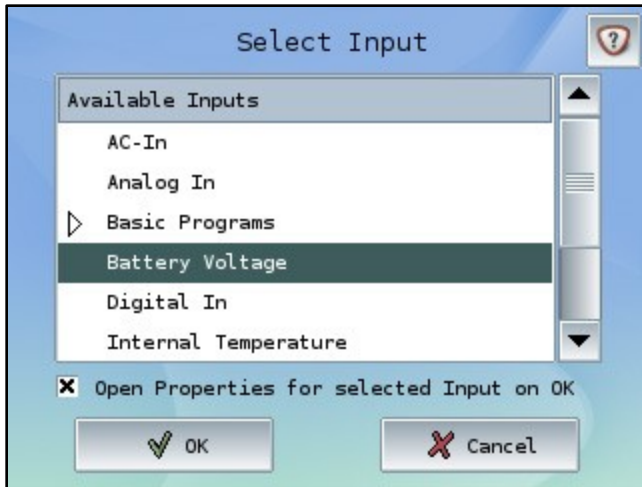 Select Input
?
Available Inputs
AC-In
Analog In
Basic Programs
Battery Voltage
Digital In
Internal Temperature
Open Properties for selected Input on OK
OK
Cancel